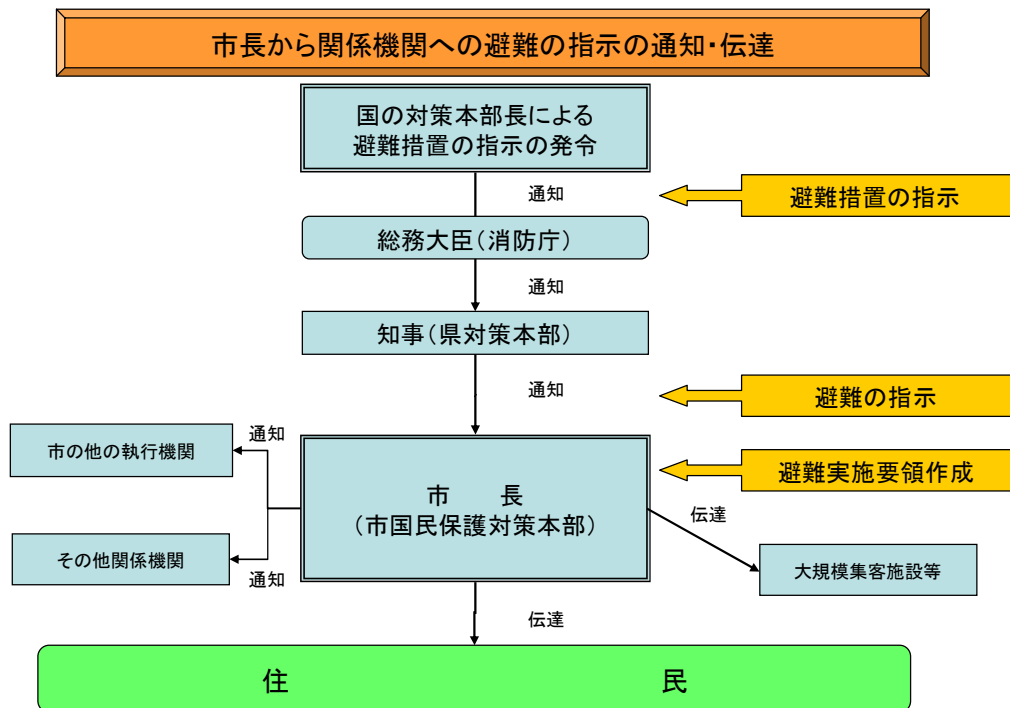 市長から関係機関への避難の指示の通知・伝達
国の対策本部長による
避難措置の指示の発令
通知
避難措置の指示
総務大臣（消防庁）
通知
知事（県対策本部）
通知
避難の指示
市の他の執行機関
通知
避難実施要領作成
市　　長
（市国民保護対策本部）
伝達
その他関係機関
通知
大規模集客施設等
伝達
住　　民